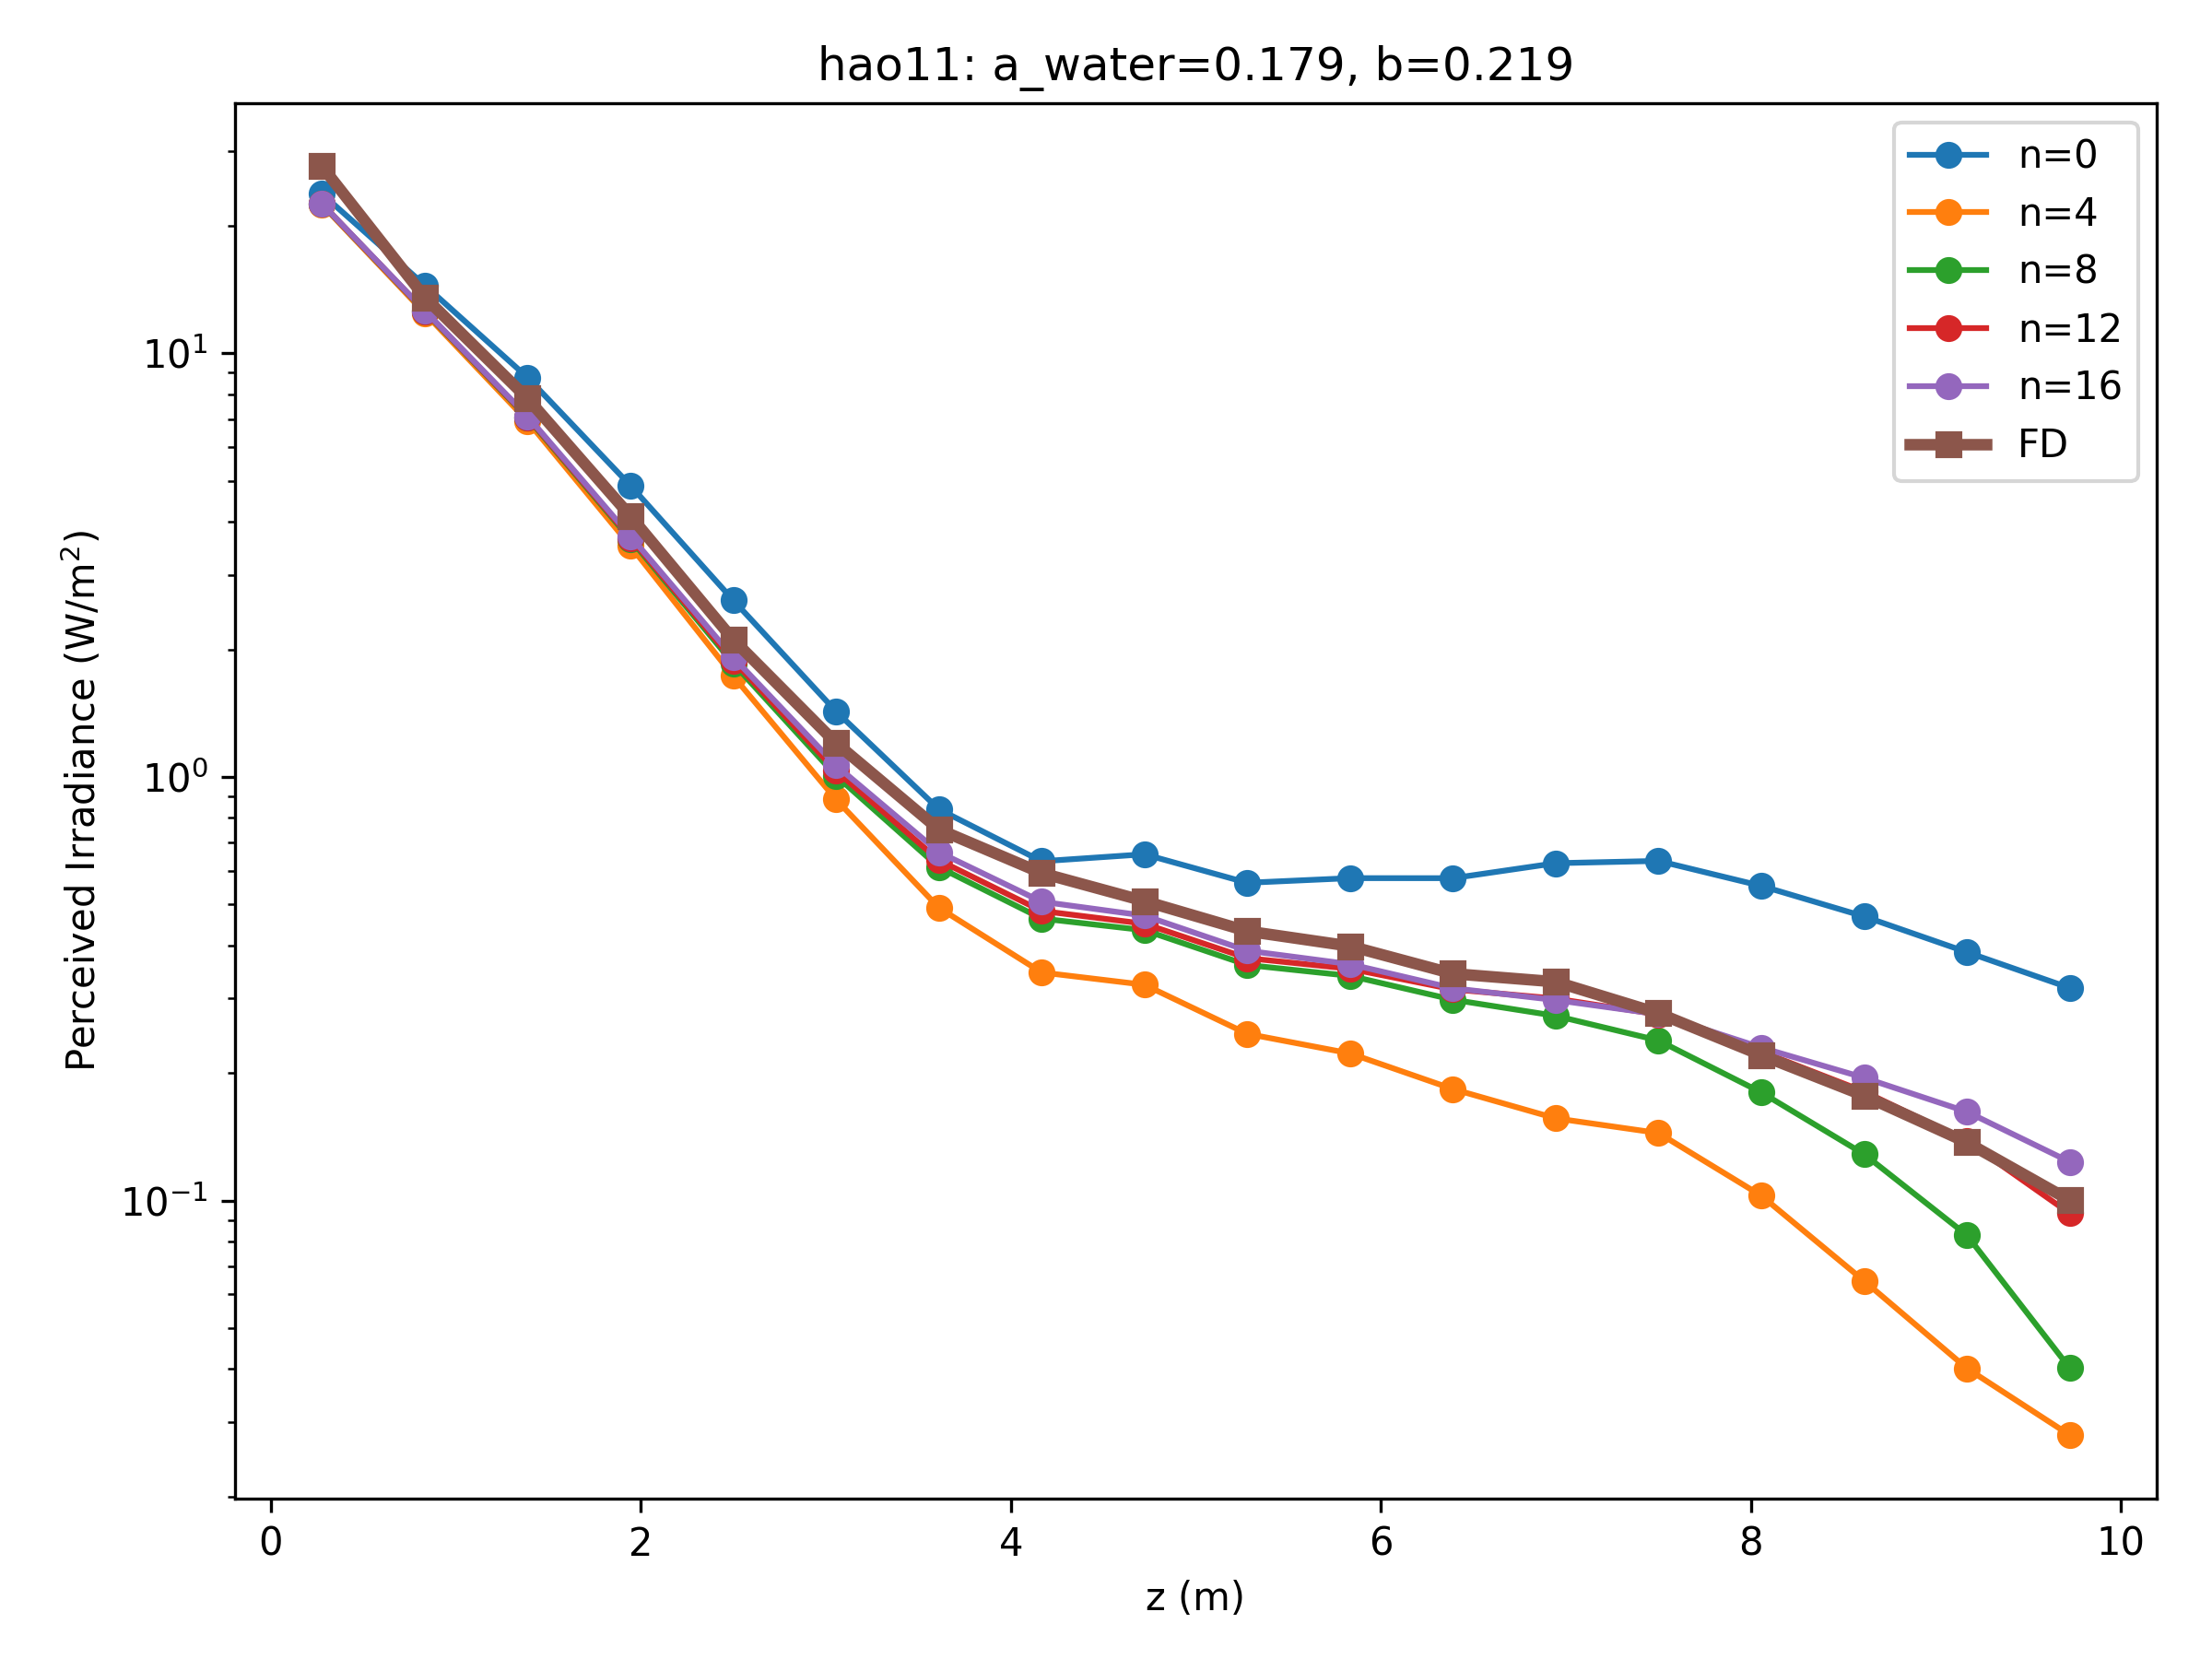 hao11: a_water=0.179, b=0.219
n=0
n=4
n=8
n=12
n=16
FD
Perceived Irradiance (W/m²)
10¹
10⁰
10⁻¹
0 2 4 6 8 10
z (m)